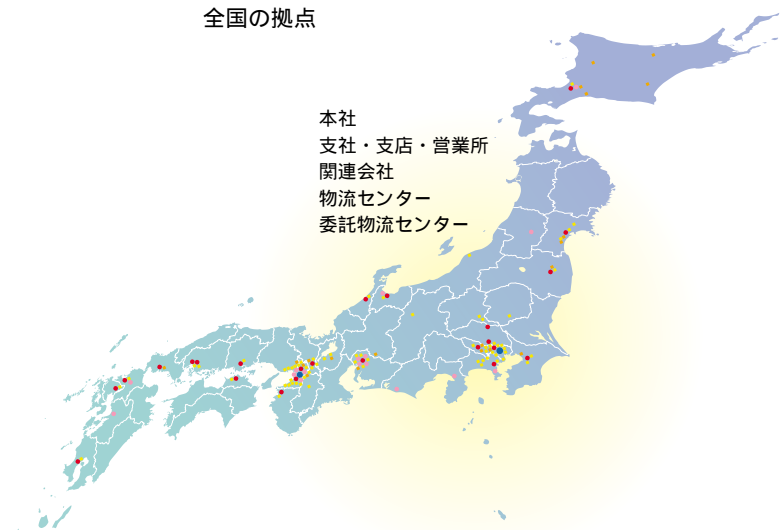 全国の拠点
本社
支社・支店・営業所
関連会社
物流センター
委託物流センター